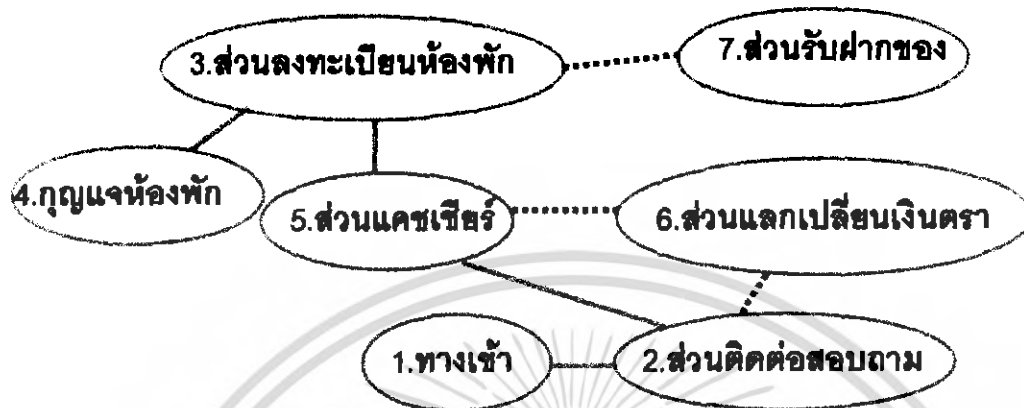 3.ส่วนลงทะเบียนห้องพัก
7.ส่วนรับฝากของ
4.กุญแจห้องพัก
5.ส่วนแคชเชียร์
6.ส่วนแลกเปลี่ยนเงินตรา
1.ทางเข้า
2.ส่วนติดต่อสอบถาม